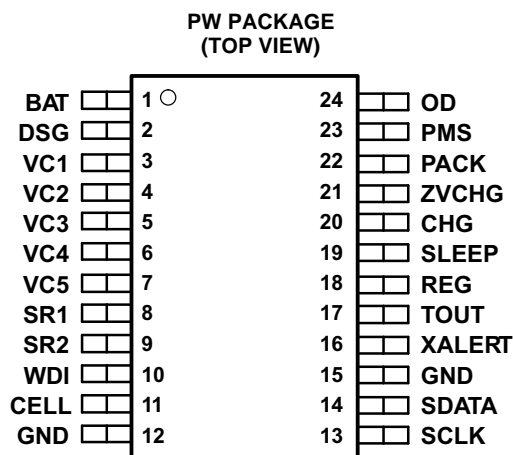 PW PACKAGE
(TOP VIEW)
BAT 1 24 OD
DSG 2 23 PMS
VC1 3 22 PACK
VC2 4 21 ZVCHG
VC3 5 20 CHG
VC4 6 19 SLEEP
VC5 7 18 REG
SR1 8 17 TOUT
SR2 9 16 XALERT
WDI 10 15 GND
CELL 11 14 SDATA
GND 12 13 SCLK